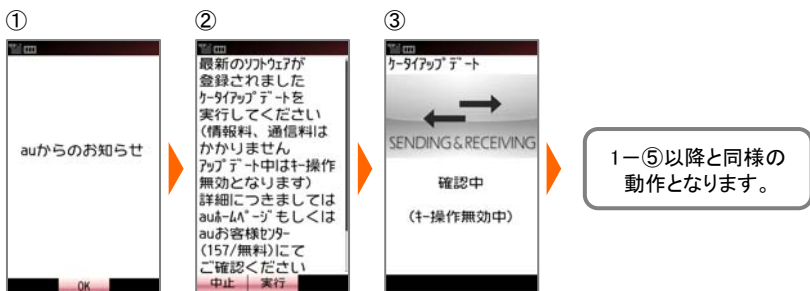 ①
auからのお知らせ
OK
②
最新のｿﾌﾄｳｪｱが
登録されました
ｹｰﾀｲｱｯﾌﾟﾃﾞｰﾄを
実行してください
(情報料、通信料は
かかりません
ｱｯﾌﾟﾃﾞｰﾄ中はｷｰ操作
無効となります)
詳細につきましては
auﾎｰﾑﾍﾟｰｼﾞもしくは
auお客様ｾﾝﾀｰ
(157/無料)にて
ご確認ください
中止 実行
③
ｹｰﾀｲｱｯﾌﾟﾃﾞｰﾄ
SENDING&RECEIVING
確認中
(ｷｰ操作無効中)
1－⑤以降と同様の
動作となります。